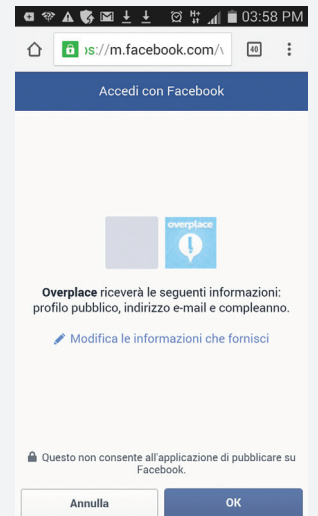 03:58 PM
os://m.facebook.com/
40
Accedi con Facebook
overplace
Overplace riceverà le seguenti informazioni:
profilo pubblico, indirizzo e-mail e compleanno.
Modifica le informazioni che fornisci
Questo non consente all'applicazione di pubblicare su
Facebook.
Annulla
OK